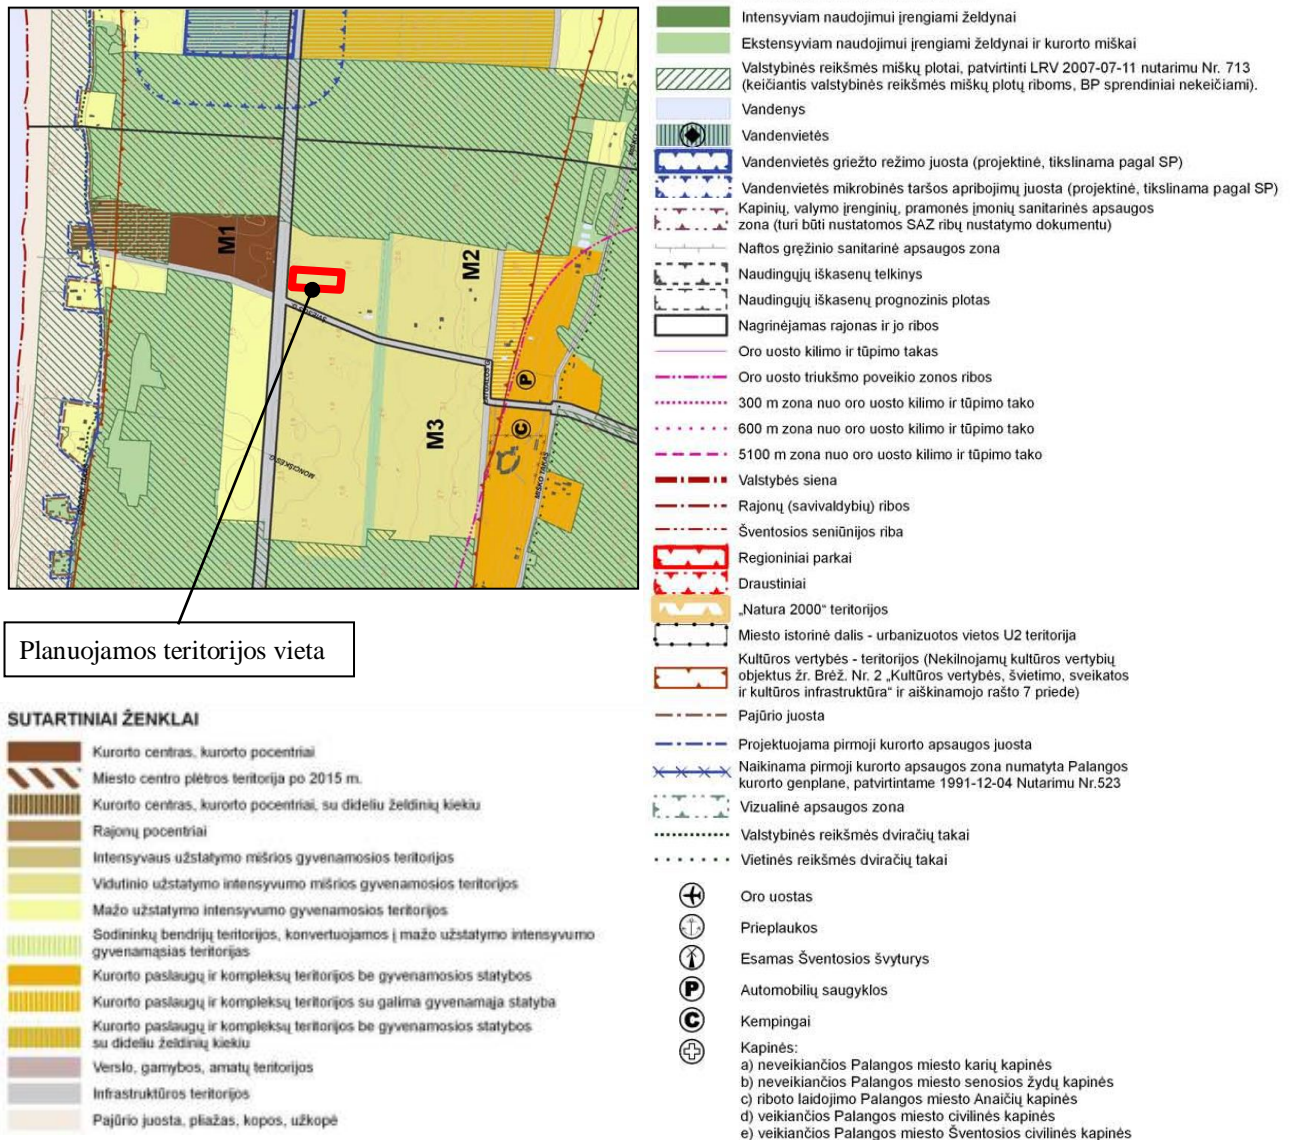 M1
M2
M3
P
C
MONCIŠKĖS G.
MIŠKO TAKAS
Planuojamos teritorijos vieta
SUTARTINIAI ŽENKLAI
Kurorto centras, kurorto pocentriai
Miesto centro plėtros teritorija po 2015 m.
Kurorto centras, kurorto pocentriai, su dideliu želdinių kiekiu
Rajonų pocentriai
Intensyvaus užstatymo mišrios gyvenamosios teritorijos
Vidutinio užstatymo intensyvumo mišrios gyvenamosios teritorijos
Mažo užstatymo intensyvumo gyvenamosios teritorijos
Sodininkų bendrijų teritorijos, konvertuojamos į mažo užstatymo intensyvumo
gyvenamąsias teritorijas
Kurorto paslaugų ir kompleksų teritorijos be gyvenamosios statybos
Kurorto paslaugų ir kompleksų teritorijos su galima gyvenamąja statyba
Kurorto paslaugų ir kompleksų teritorijos be gyvenamosios statybos
su dideliu želdinių kiekiu
Verslo, gamybos, amatų teritorijos
Infrastruktūros teritorijos
Pajūrio juosta, pliažas, kopos, užkopė
Intensyviam naudojimui įrengiami želdynai
Ekstensyviam naudojimui įrengiami želdynai ir kurorto miškai
Valstybinės reikšmės miškų plotai, patvirtinti LRV 2007-07-11 nutarimu Nr. 713
(keičiantis valstybinės reikšmės miškų plotų riboms, BP sprendiniai nekeičiami).
Vandenys
Vandenvietės
Vandenvietės griežto režimo juosta (projektinė, tikslinama pagal SP)
Vandenvietės mikrobinės taršos apribojimų juosta (projektinė, tikslinama pagal SP)
Kapinių, valymo įrenginių, pramonės įmonių sanitarinės apsaugos
zona (turi būti nustatomos SAZ ribų nustatymo dokumentu)
Naftos gręžinio sanitarinė apsaugos zona
Naudingųjų iškasenų telkinys
Naudingųjų iškasenų prognozinis plotas
Nagrinėjamas rajonas ir jo ribos
Oro uosto kilimo ir tūpimo takas
Oro uosto triukšmo poveikio zonos ribos
300 m zona nuo oro uosto kilimo ir tūpimo tako
600 m zona nuo oro uosto kilimo ir tūpimo tako
5100 m zona nuo oro uosto kilimo ir tūpimo tako
Valstybės siena
Rajonų (savivaldybių) ribos
Šventosios seniūnijos riba
Regioniniai parkai
Draustiniai
„Natura 2000“ teritorijos
Miesto istorinė dalis - urbanizuotos vietos U2 teritorija
Kultūros vertybės - teritorijos (Nekilnojamų kultūros vertybių
objektus žr. Brėž. Nr. 2 „Kultūros vertybės, švietimo, sveikatos
ir kultūros infrastruktūra“ ir aiškinamojo rašto 7 priede)
Pajūrio juosta
Projektuojama pirmoji kurorto apsaugos juosta
Naikinama pirmoji kurorto apsaugos zona numatyta Palangos
kurorto genplane, patvirtintame 1991-12-04 Nutarimu Nr.523
Vizualinė apsaugos zona
Valstybinės reikšmės dviračių takai
Vietinės reikšmės dviračių takai
Oro uostas
Prieplaukos
Esamas Šventosios švyturys
P Automobilių saugyklos
C Kempingai
Kapinės:
a) neveikiančios Palangos miesto karių kapinės
b) neveikiančios Palangos miesto senosios žydų kapinės
c) riboto laidojimo Palangos miesto Anaičių kapinės
d) veikiančios Palangos miesto civilinės kapinės
e) veikiančios Palangos miesto Šventosios civilinės kapinės